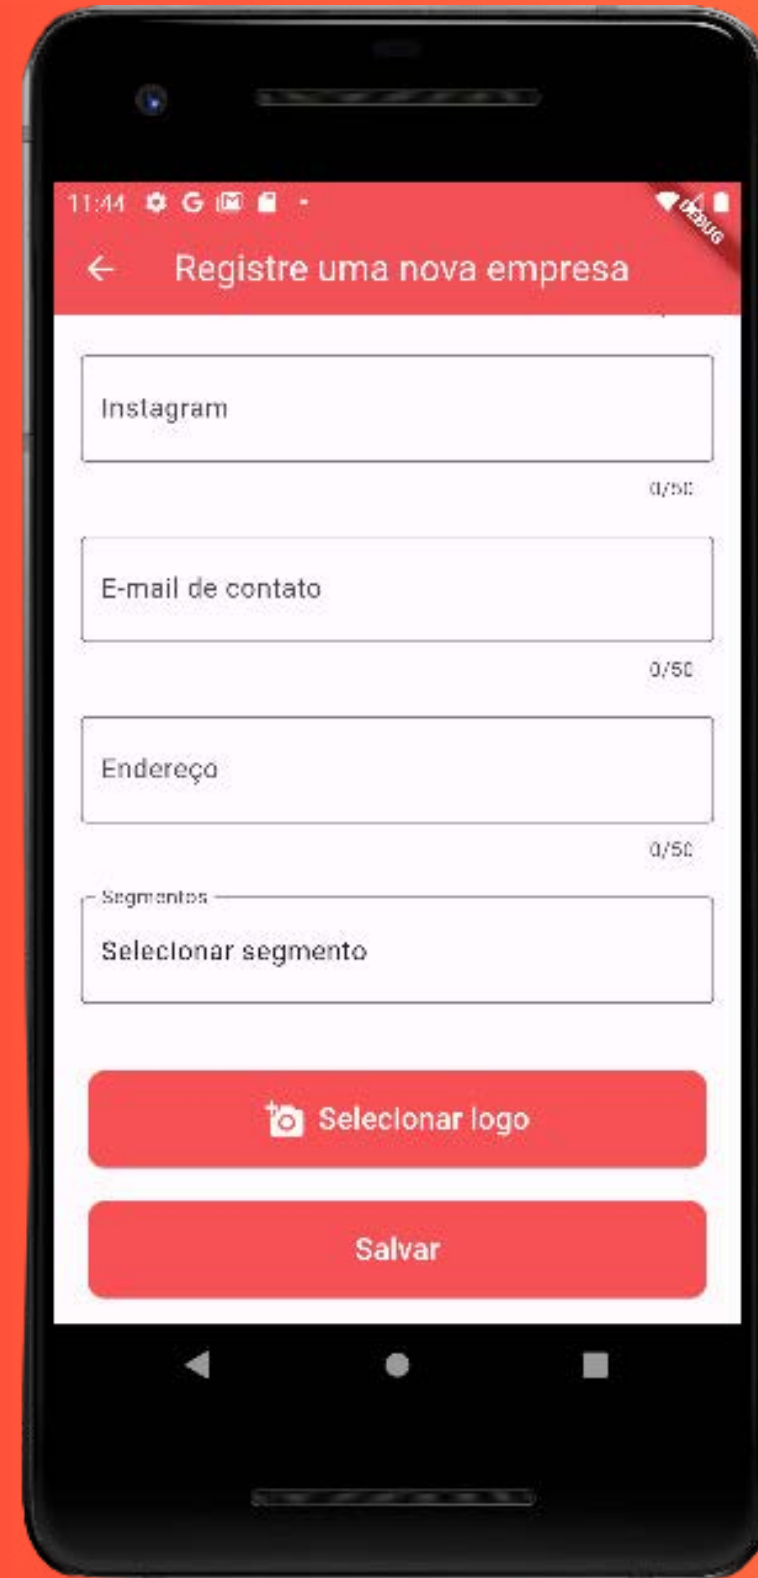 11:44
DEBUG
Registre uma nova empresa
Instagram
0/50
E-mail de contato
0/50
Endereço
0/50
Segmentos
Selecionar segmento
Selecionar logo
Salvar